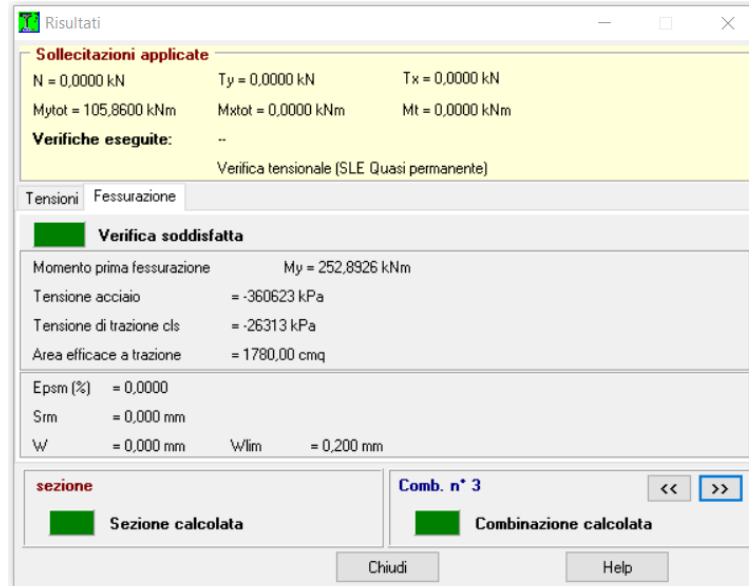 Risultati
Sollecitazioni applicate
N = 0,0000 kN Ty = 0,0000 kN Tx = 0,0000 kN
Mytot = 105,8600 kNm Mxtot = 0,0000 kNm Mt = 0,0000 kNm
Verifiche eseguite: --
Verifica tensionale (SLE Quasi permanente)
Tensioni Fessurazione
Verifica soddisfatta
Momento prima fessurazione My = 252,8926 kNm
Tensione acciaio = -360623 kPa
Tensione di trazione cls = -26313 kPa
Area efficace a trazione = 1780,00 cmq
Epsm (%) = 0,0000
Srm = 0,000 mm
W = 0,000 mm Wlim = 0,200 mm
sezione Comb. n° 3 << >>
Sezione calcolata Combinazione calcolata
Chiudi Help